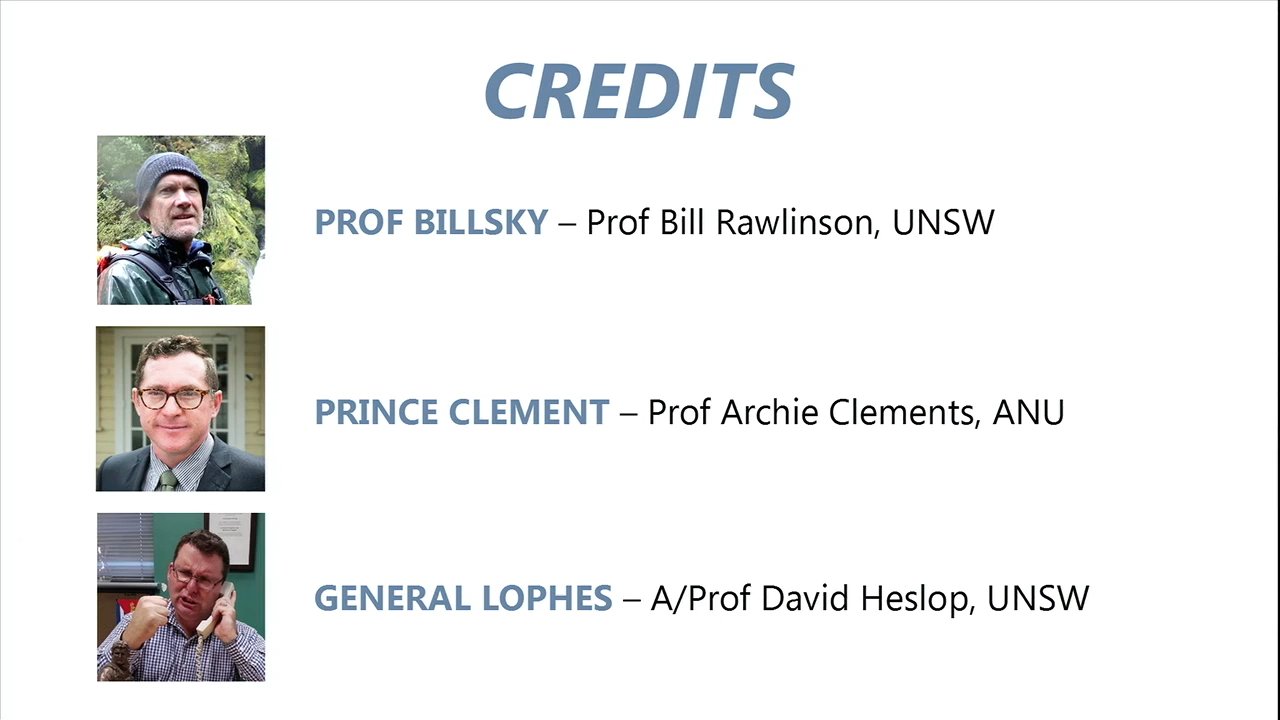 CREDITS
PROF BILLSKY – Prof Bill Rawlinson, UNSW
PRINCE CLEMENT – Prof Archie Clements, ANU
GENERAL LOPHES – A/Prof David Heslop, UNSW